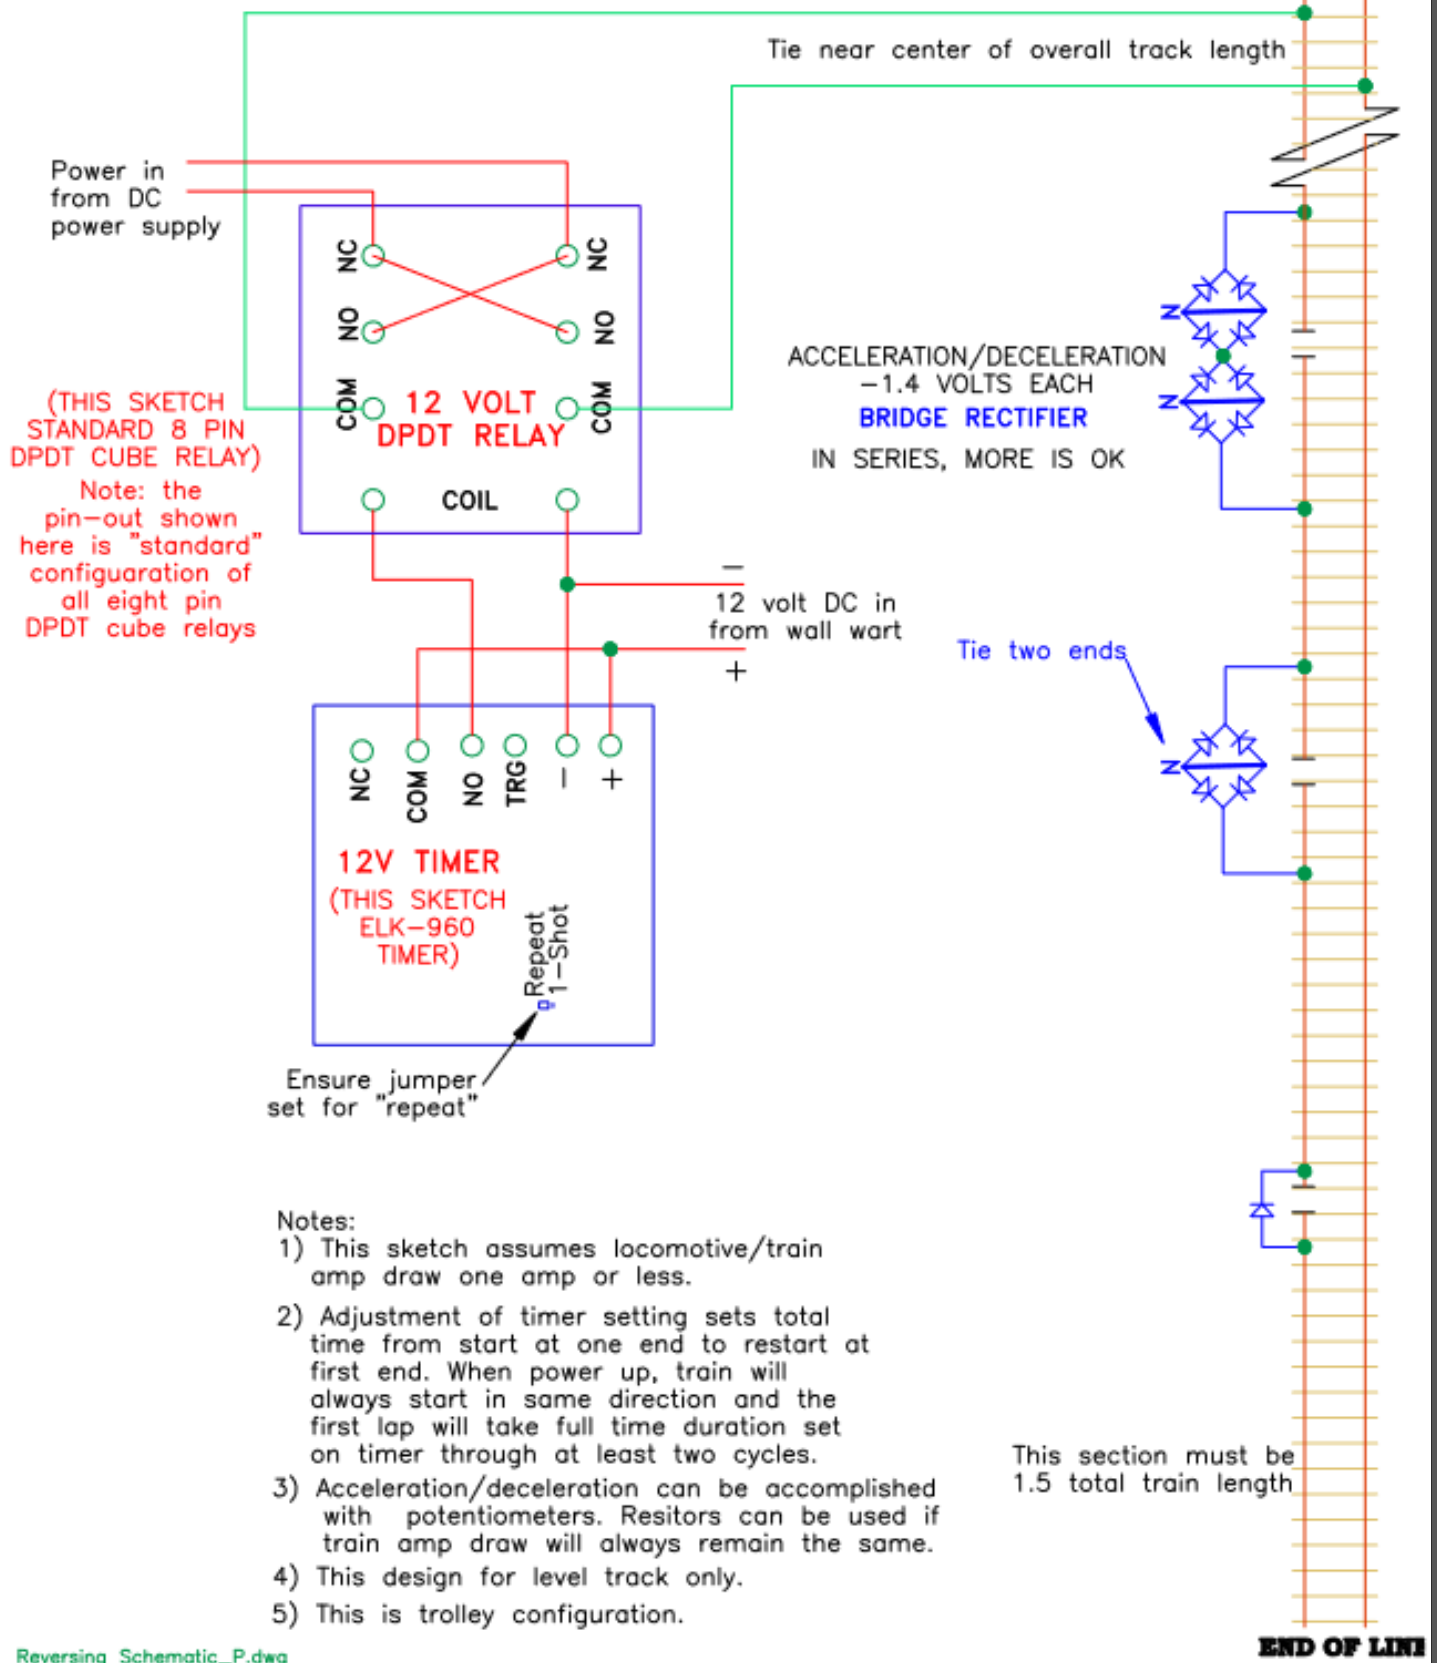 Tie near center of overall track length
Power in
from DC
power supply
NC
NC
NO
NO
COM
COM
12 VOLT
DPDT RELAY
COIL
(THIS SKETCH
STANDARD 8 PIN
DPDT CUBE RELAY)
Note: the
pin-out shown
here is "standard"
configuaration of
all eight pin
DPDT cube relays
N
N
ACCELERATION/DECELERATION
-1.4 VOLTS EACH
BRIDGE RECTIFIER
IN SERIES, MORE IS OK
−
12 volt DC in
from wall wart
+
Tie two ends
N
NC
COM
NO
TRG
−
+
12V TIMER
(THIS SKETCH
ELK-960
TIMER)
Repeat
1-Shot
Ensure jumper
set for "repeat"
Notes:
1) This sketch assumes locomotive/train
amp draw one amp or less.
2) Adjustment of timer setting sets total
time from start at one end to restart at
first end. When power up, train will
always start in same direction and the
first lap will take full time duration set
on timer through at least two cycles.
3) Acceleration/deceleration can be accomplished
with potentiometers. Resitors can be used if
train amp draw will always remain the same.
4) This design for level track only.
5) This is trolley configuration.
This section must be
1.5 total train length
END OF LINE
Reversing Schematic_P.dwg